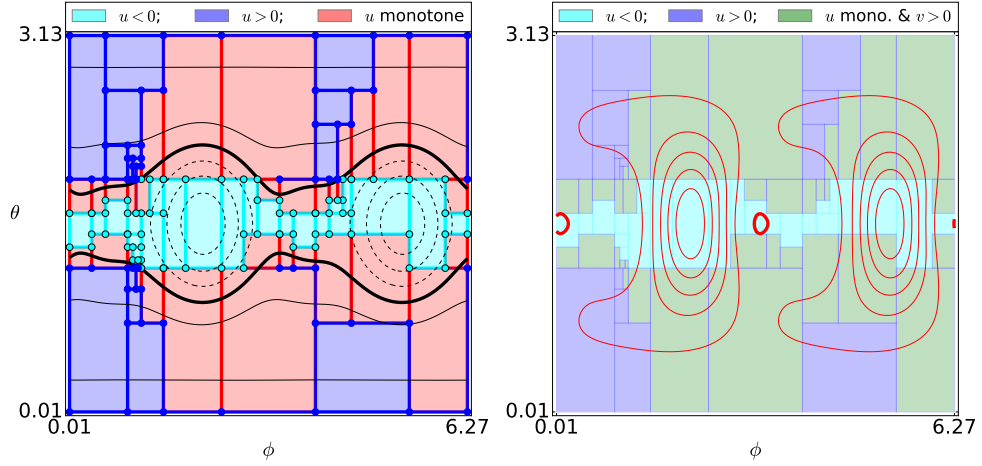 u < 0; u > 0; u monotone
3.13
θ
0.01
0.01 6.27
ϕ
u < 0; u > 0; u mono. & v > 0
3.13
0.01
0.01 6.27
ϕ